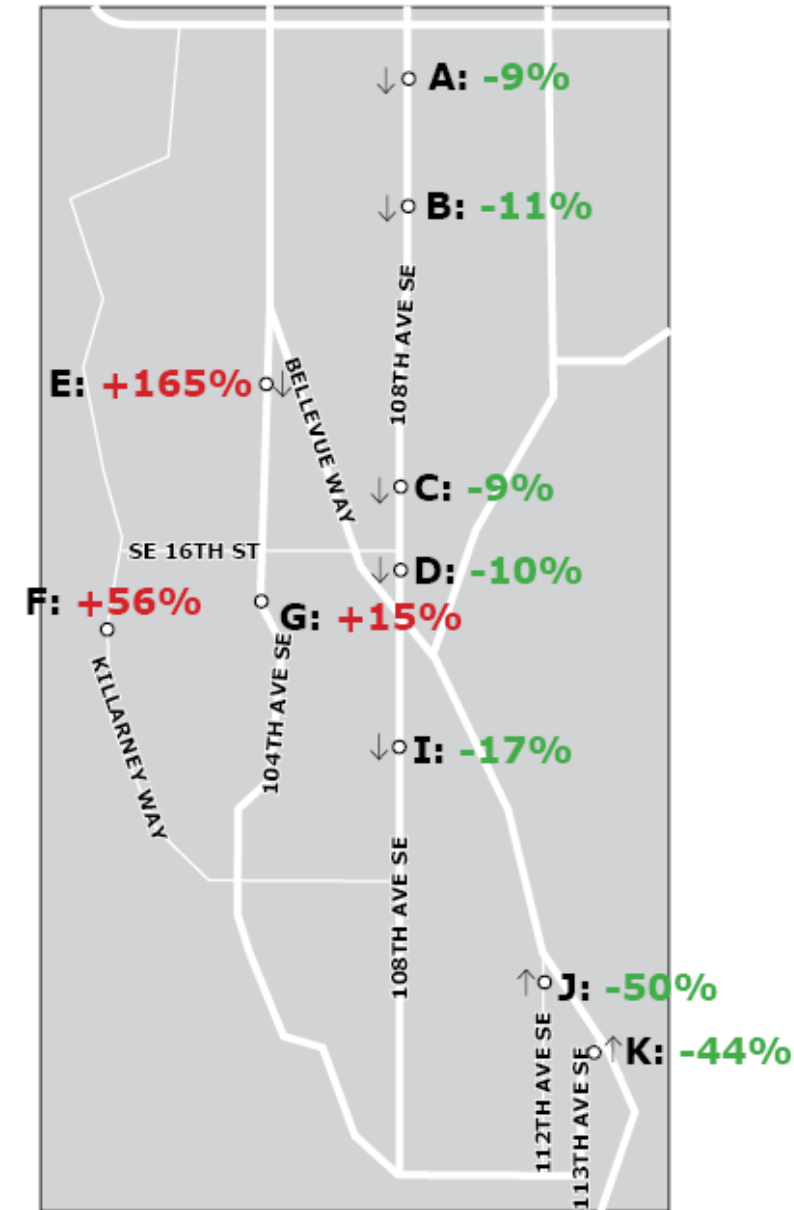 A: -9%
B: -11%
108TH AVE SE
BELLEVUE WAY
E: +165%
C: -9%
SE 16TH ST
D: -10%
F: +56%
G: +15%
KILLARNEY WAY
104TH AVE SE
I: -17%
108TH AVE SE
J: -50%
112TH AVE SE
113TH AVE SE
K: -44%